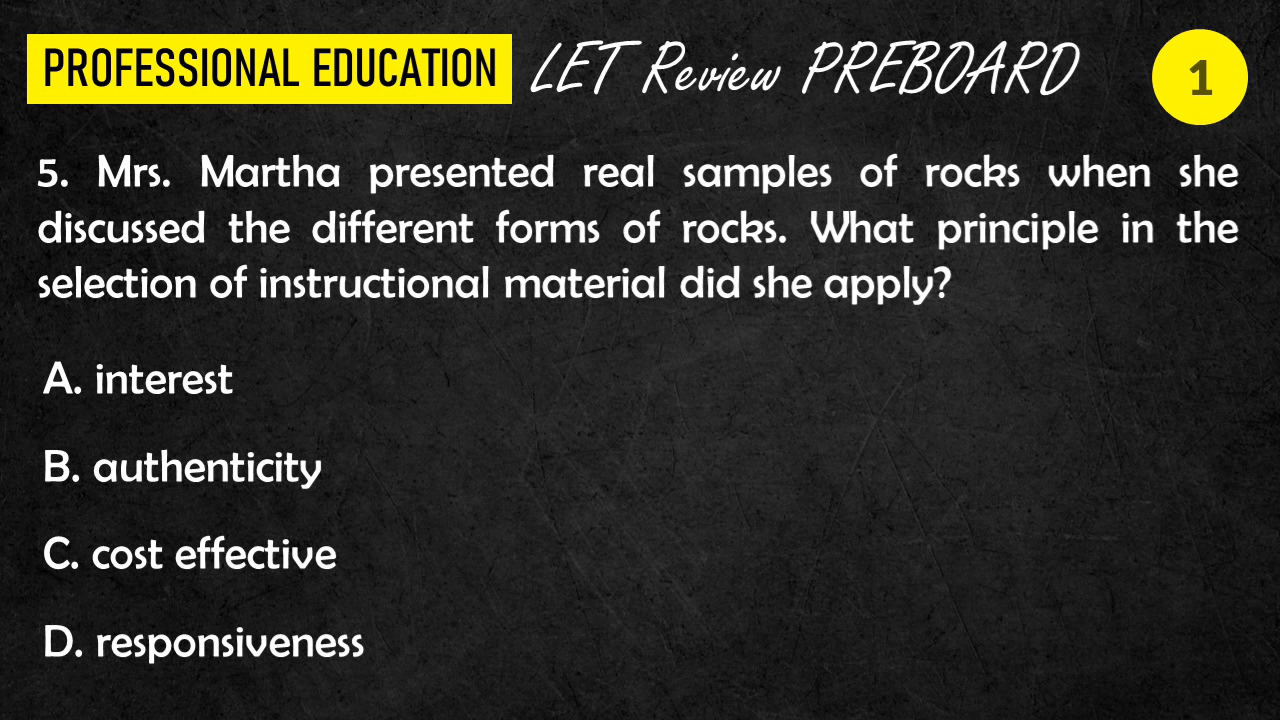 PROFESSIONAL EDUCATION LET Review PREBOARD 1
5. Mrs. Martha presented real samples of rocks when she
discussed the different forms of rocks. What principle in the
selection of instructional material did she apply?
A. interest
B. authenticity
C. cost effective
D. responsiveness